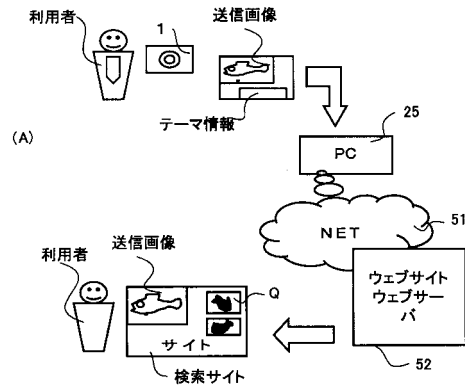 利用者
1
送信画像
テーマ情報
(A)
25
PC
NET
51
利用者
送信画像
Q
サイト
検索サイト
ウェブサイト
ウェブサー
バ
52